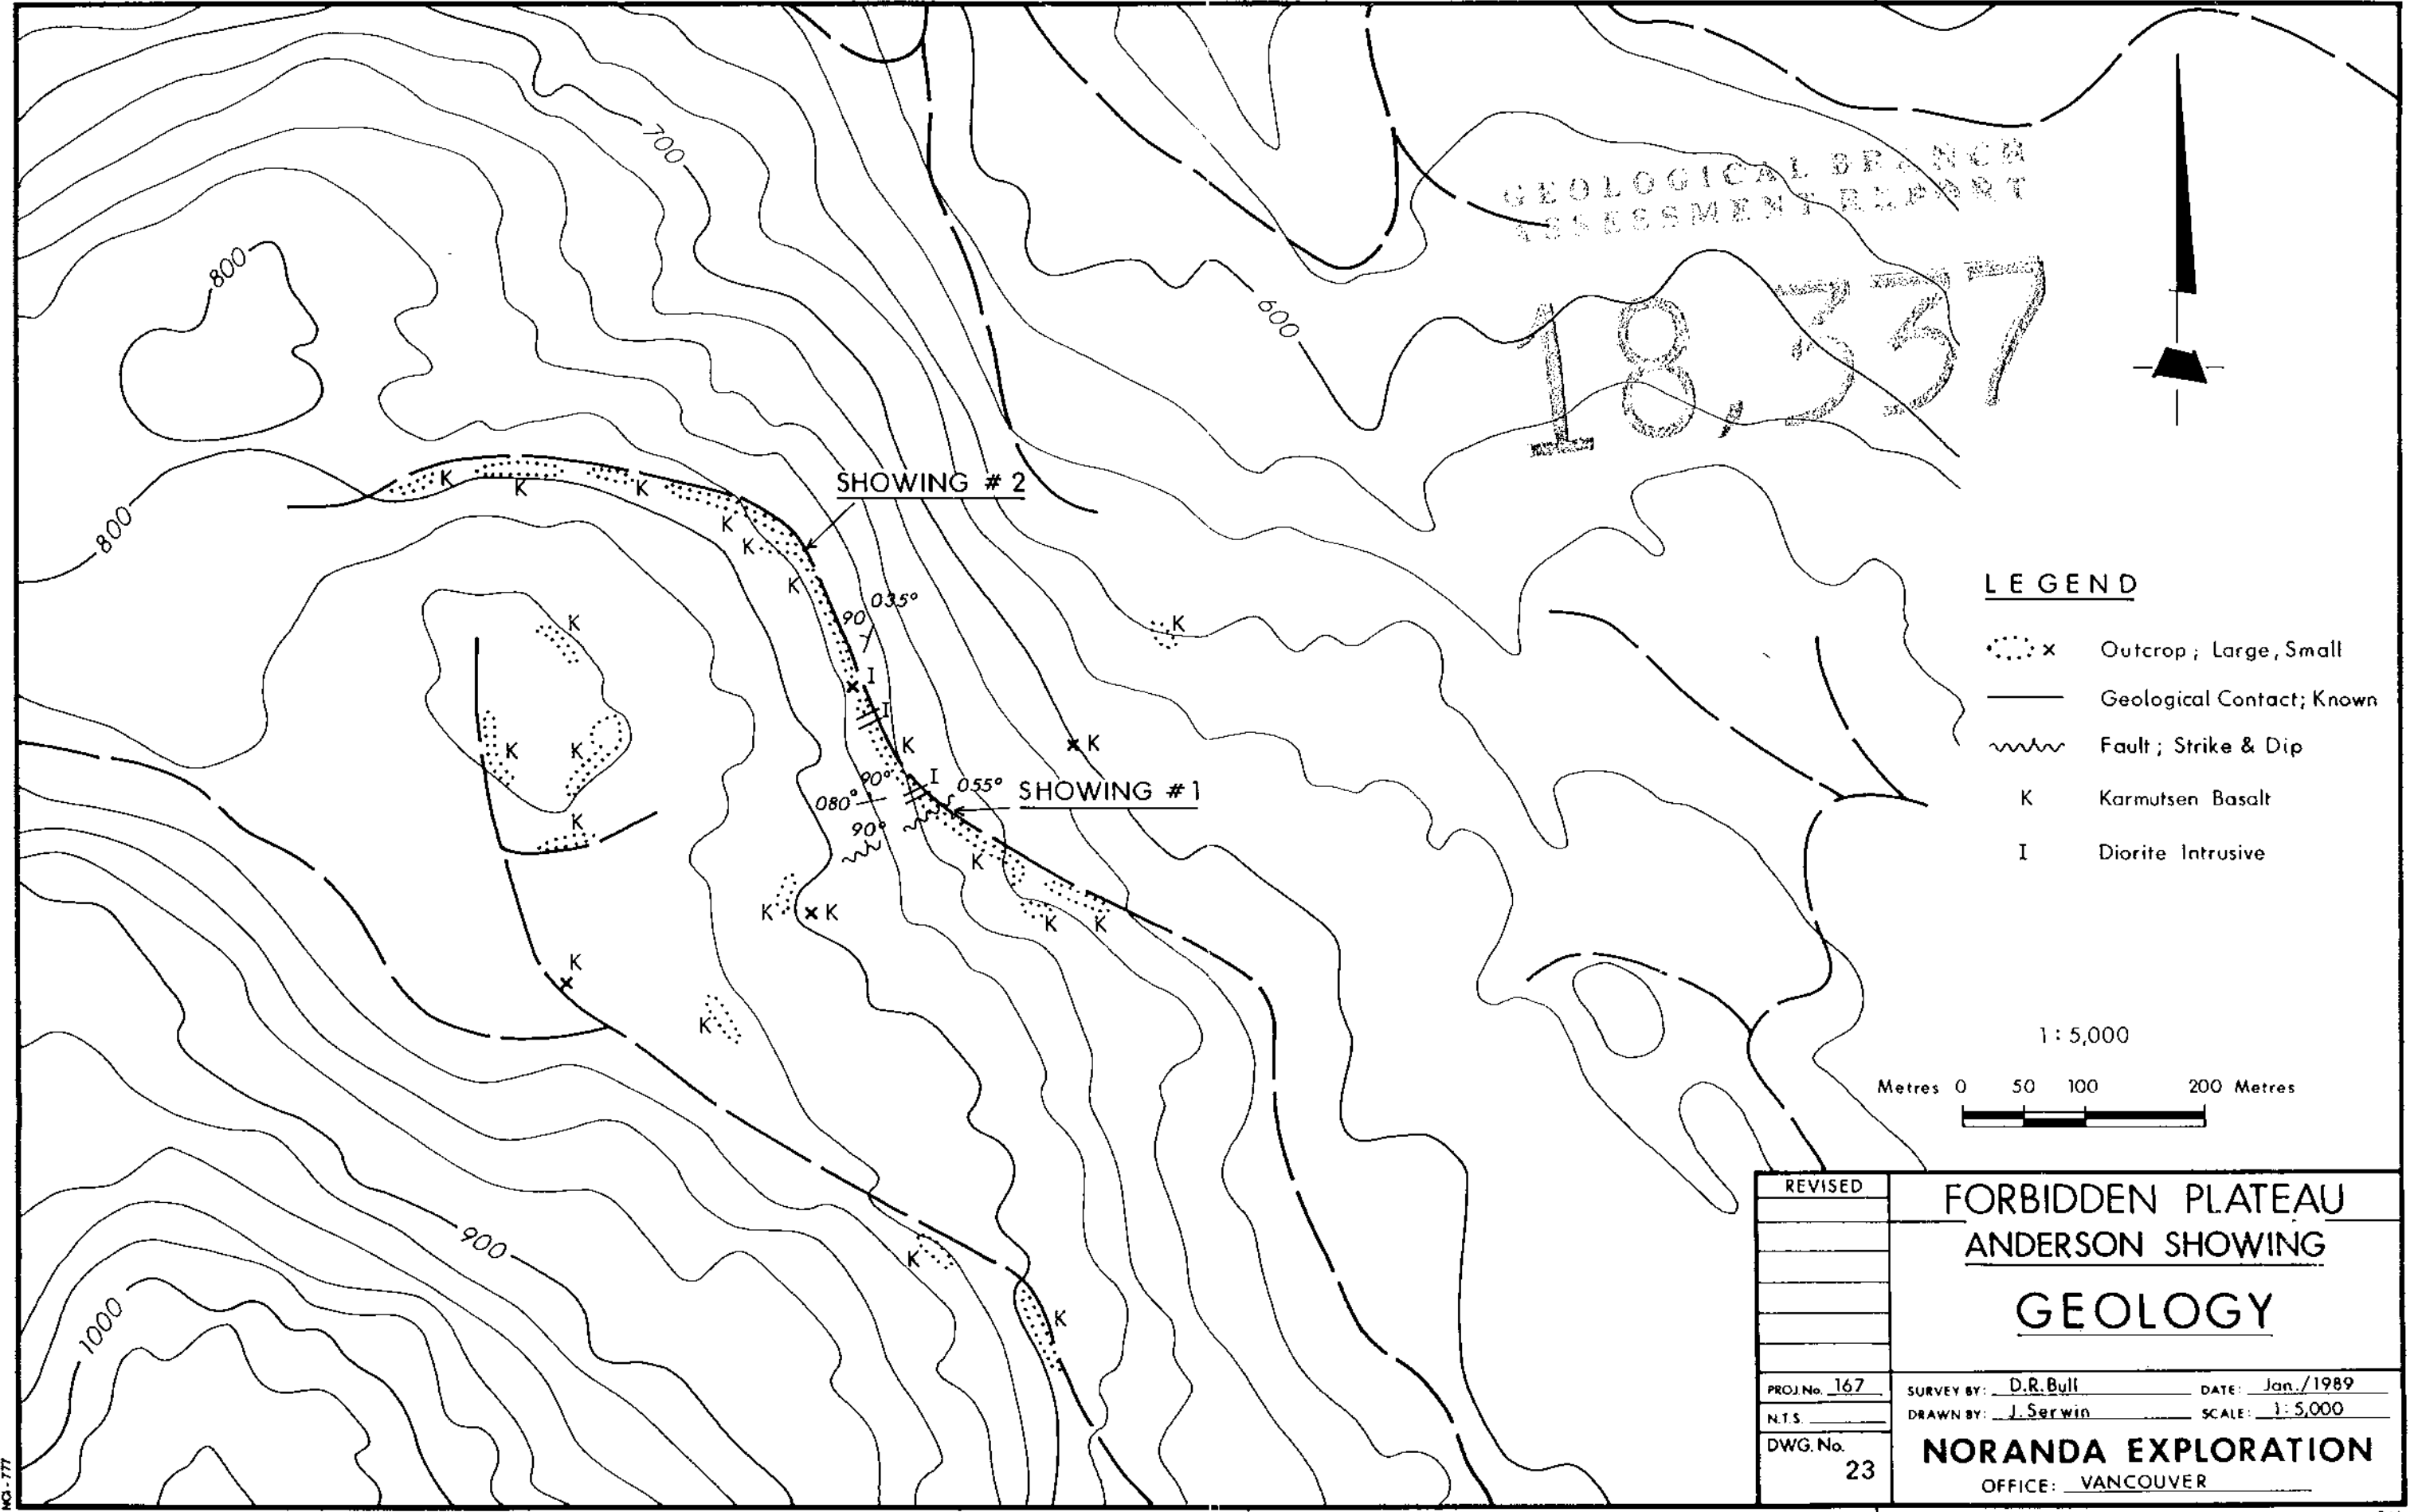 700
GEOLOGICAL BRANCH
ASSESSMENT REPORT
800
18,337
600
SHOWING # 2
K
K
K
K
K
K
800
035°
90
K
K
LEGEND
Outcrop ; Large, Small
Geological Contact; Known
Fault ; Strike & Dip
K Karmutsen Basalt
I Diorite Intrusive
I
I
K
K
K
K
90°
I
055°
SHOWING # 1
080°
90°
K
K
K
K
K
K
K
K
1 : 5,000
Metres 0 50 100 200 Metres
900
K
K
1000
REVISED
FORBIDDEN PLATEAU
ANDERSON SHOWING
GEOLOGY
PROJ. No. 167
SURVEY BY: D.R.Bull
DATE: Jan./1989
N.T.S.
DRAWN BY: J.Serwin
SCALE: 1:5,000
DWG. No.
23
NORANDA EXPLORATION
OFFICE: VANCOUVER
NCL - 777